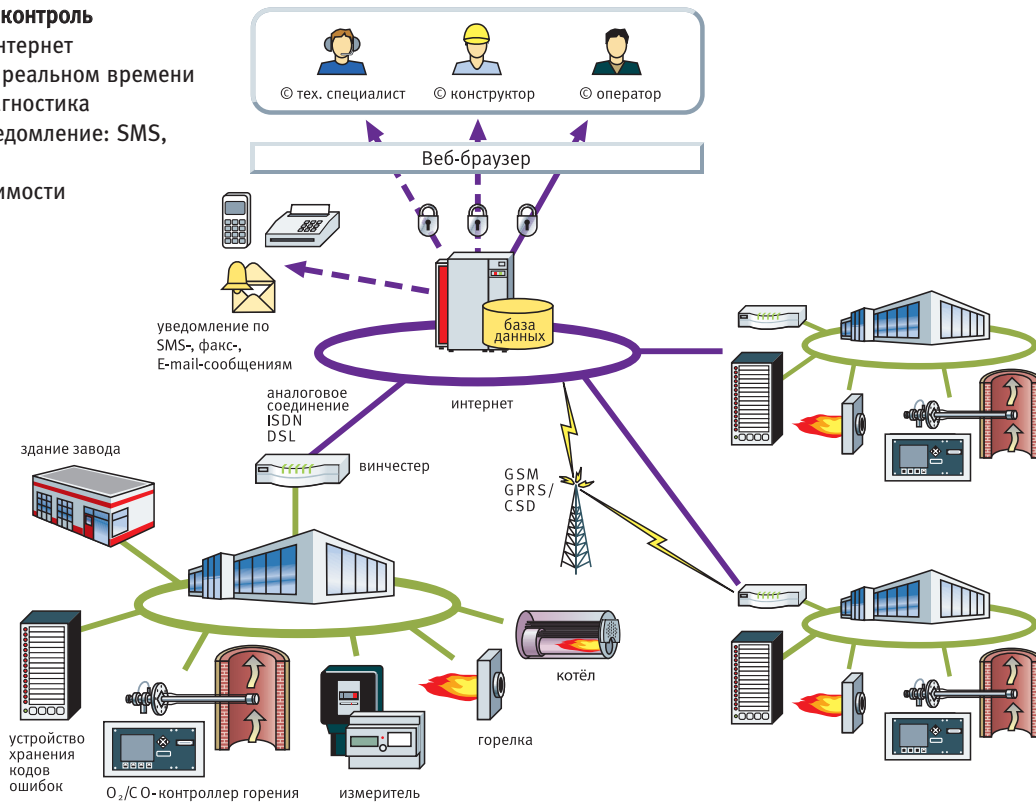 контроль
нтернет
реальном времени
агностика
едомление: SMS,
имости
© тех. специалист
© конструктор
© оператор
Веб-браузер
база
данных
уведомление по
SMS-, факс-,
E-mail-сообщениям
интернет
аналоговое
соединение
ISDN
DSL
винчестер
здание завода
GSM
GPRS/
CSD
котёл
горелка
устройство
хранения
кодов
ошибок
O₂/CO-контроллер горения
измеритель